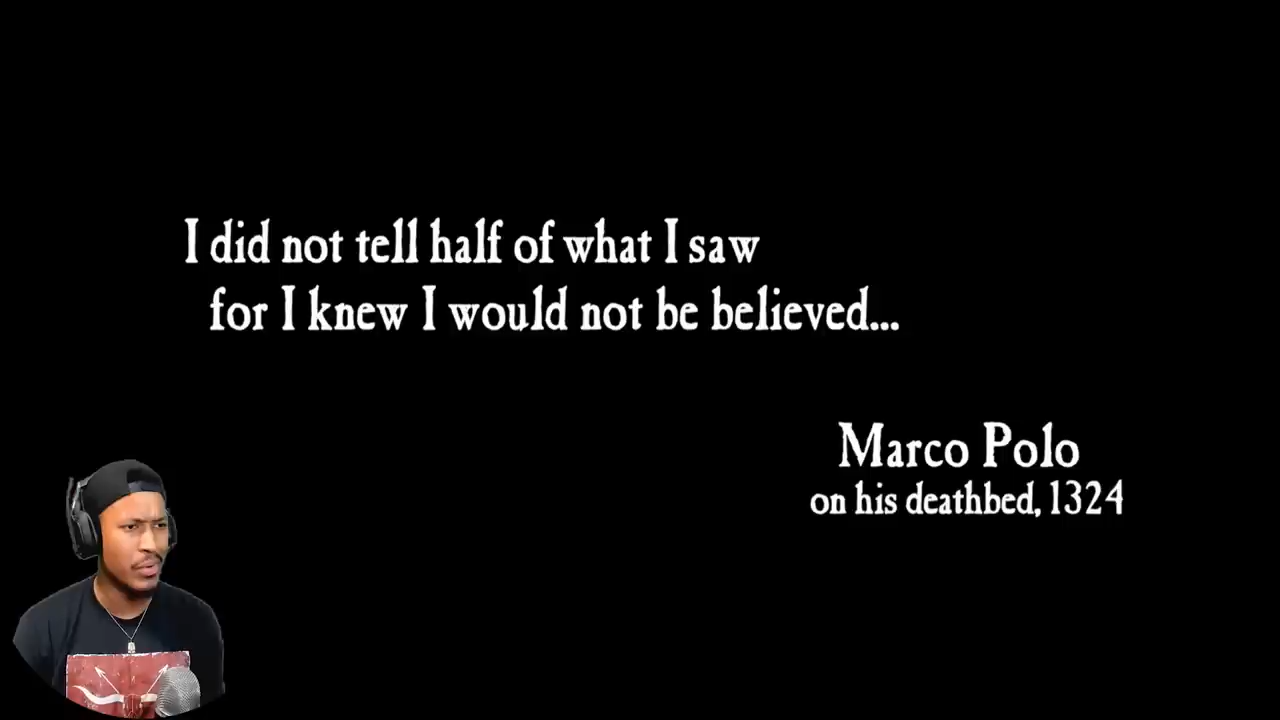 I did not tell half of what I saw
for I knew I would not be believed...
Marco Polo
on his deathbed, 1324